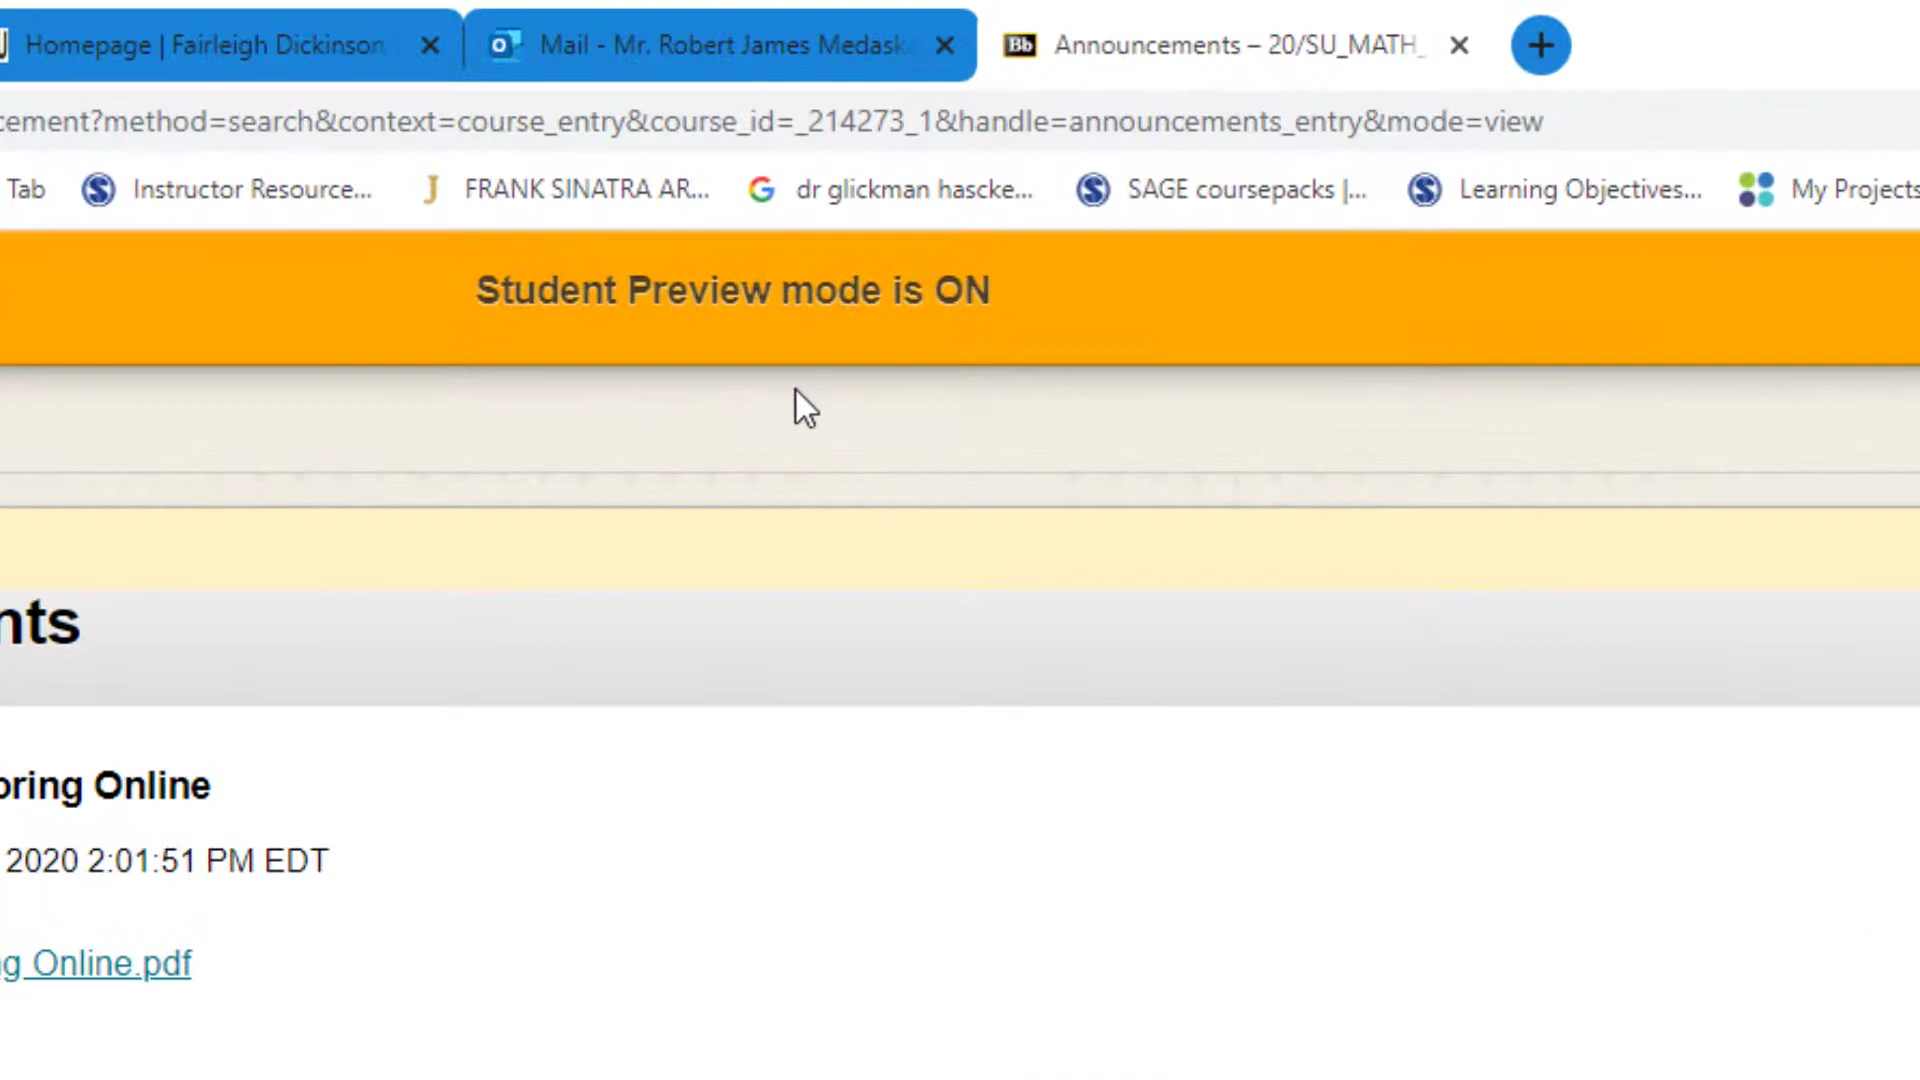 Homepage | Fairleigh Dickinson
Mail - Mr. Robert James Medask
Bb Announcements – 20/SU_MATH_
cement?method=search&context=course_entry&course_id=_214273_1&handle=announcements_entry&mode=view
Tab
Instructor Resource...
FRANK SINATRA AR...
dr glickman hascke...
SAGE coursepacks |...
Learning Objectives...
My Projects
Student Preview mode is ON
nts
oring Online
2020 2:01:51 PM EDT
ng Online.pdf